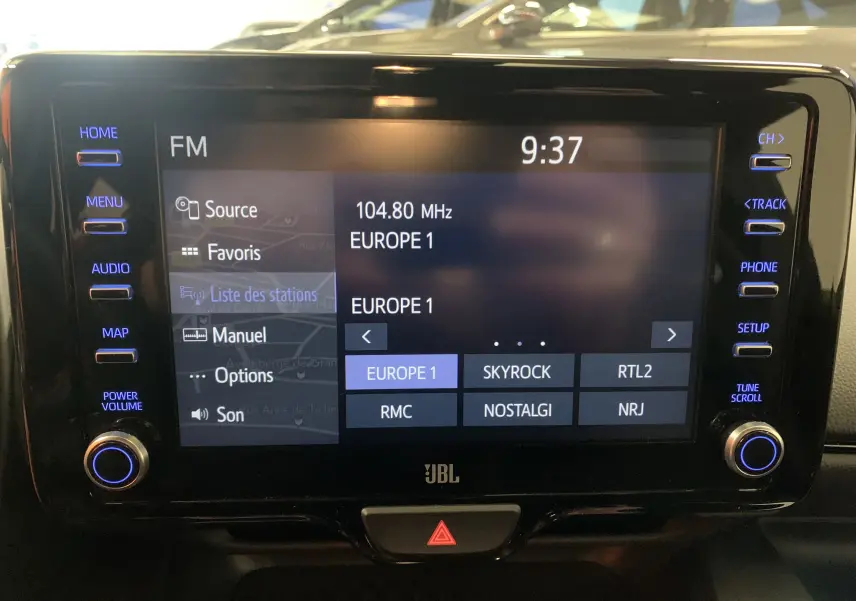 HOME
MENU
AUDIO
MAP
POWER
VOLUME
FM
9:37
Source
Favoris
Liste des stations
Manuel
Options
Son
104.80 MHz
EUROPE 1
EUROPE 1
<
>
EUROPE 1
SKYROCK
RTL2
RMC
NOSTALGI
NRJ
CH >
< TRACK
PHONE
SETUP
TUNE
SCROLL
JBL